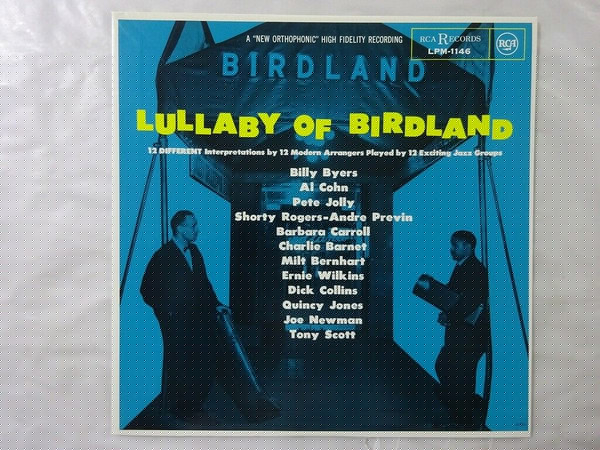 A "NEW ORTHOPHONIC" HIGH FIDELITY RECORDING
RCA RECORDS
LPM-1146
RCA
BIRDLAND
LULLABY OF BIRDLAND
12 DIFFERENT Interpretations by 12 Modern Arrangers Played by 12 Exciting Jazz Groups
Billy Byers
Al Cohn
Pete Jolly
Shorty Rogers-Andre Previn
Barbara Carroll
Charlie Barnet
Milt Bernhart
Ernie Wilkins
Dick Collins
Quincy Jones
Joe Newman
Tony Scott